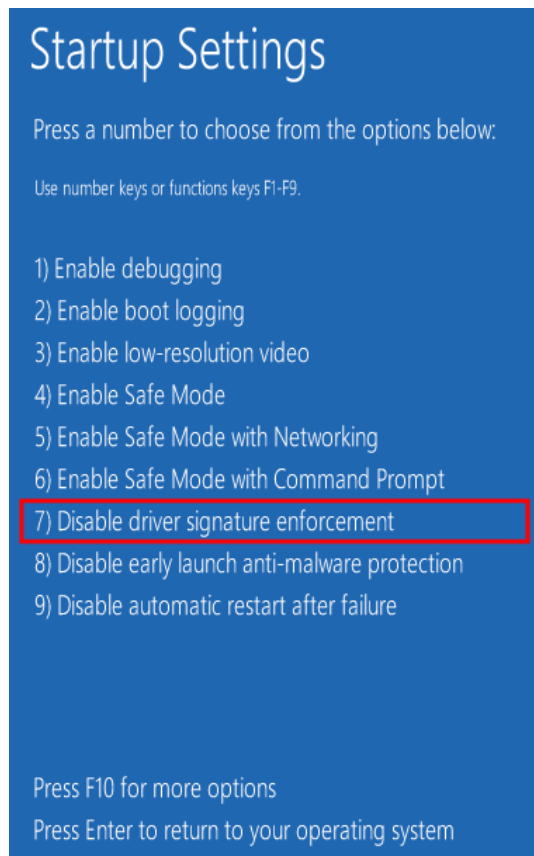 Startup Settings
Press a number to choose from the options below:
Use number keys or functions keys F1-F9.
1) Enable debugging
2) Enable boot logging
3) Enable low-resolution video
4) Enable Safe Mode
5) Enable Safe Mode with Networking
6) Enable Safe Mode with Command Prompt
7) Disable driver signature enforcement
8) Disable early launch anti-malware protection
9) Disable automatic restart after failure
Press F10 for more options
Press Enter to return to your operating system